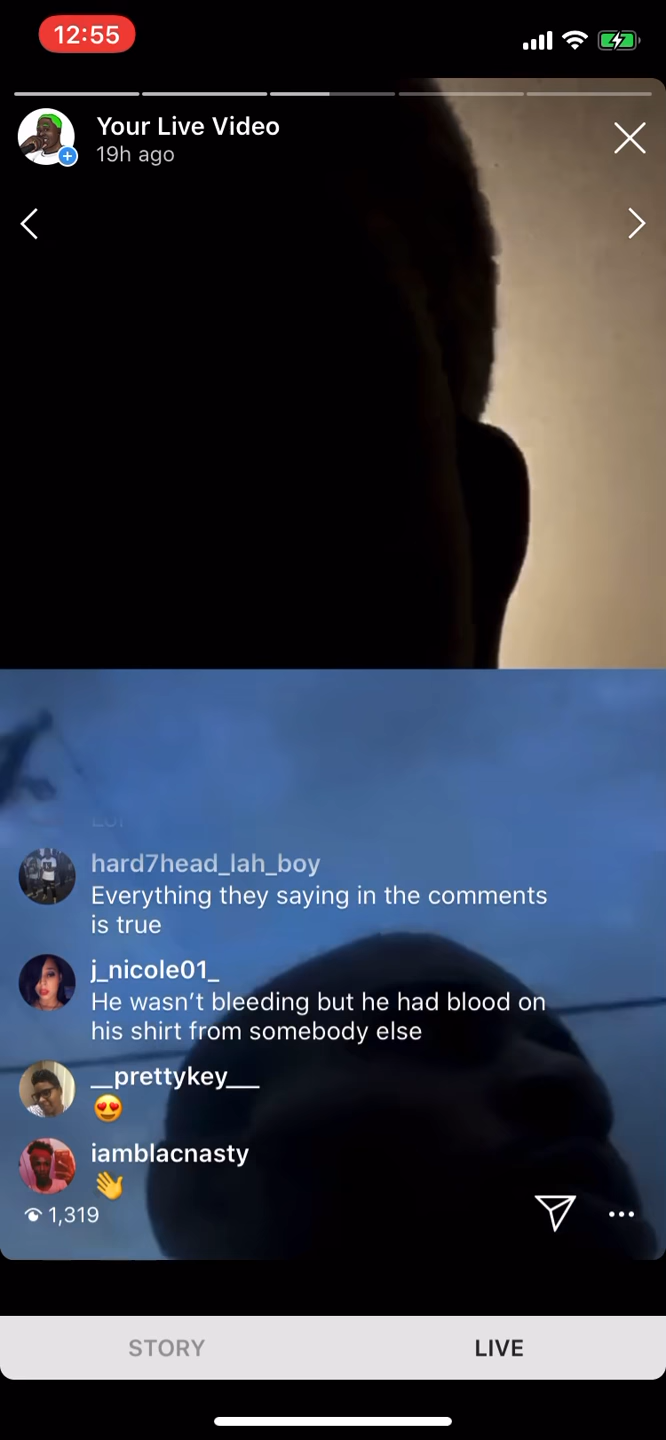 12:55
Your Live Video
19h ago
hard7head_lah_boy
Everything they saying in the comments
is true
j_nicole01_
He wasn’t bleeding but he had blood on
his shirt from somebody else
__prettykey___
😍
iamblacnasty
👋
1,319
STORY
LIVE